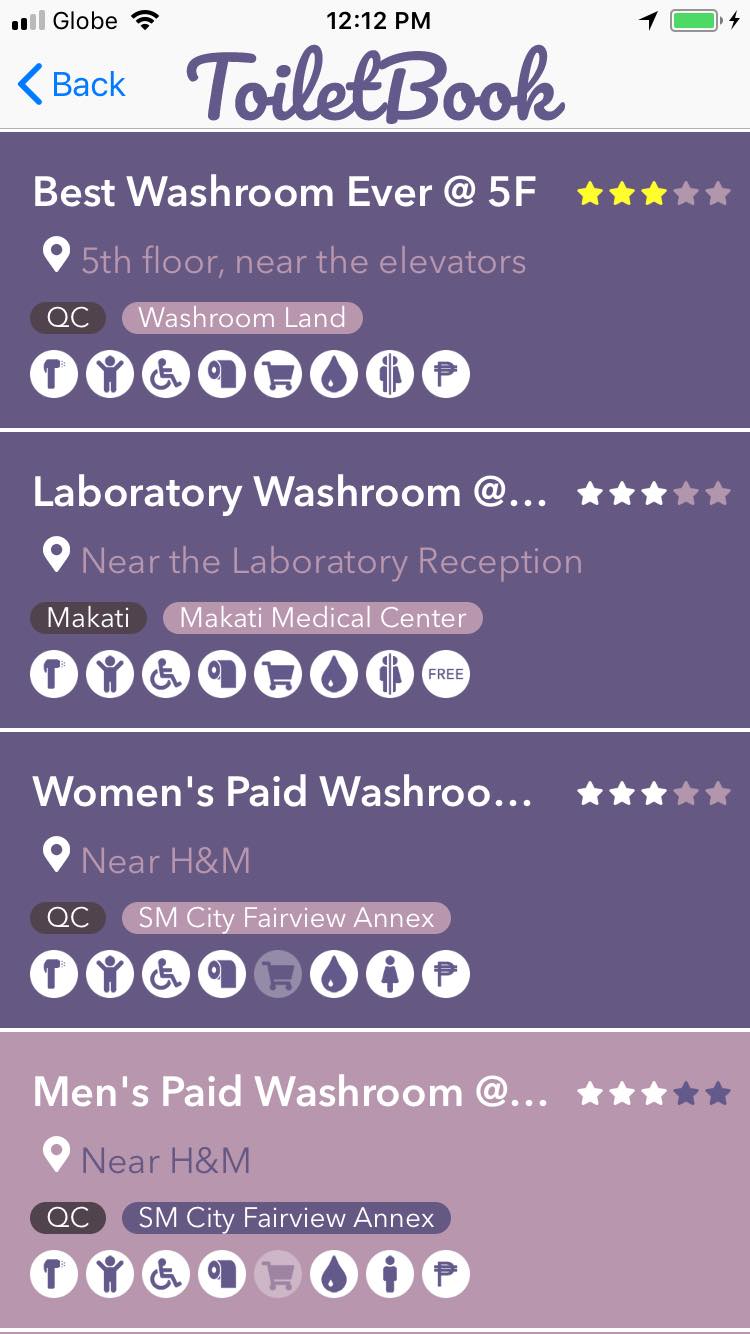 Globe 12:12 PM
Back ToiletBook
Best Washroom Ever @ 5F
5th floor, near the elevators
QC Washroom Land
₱
Laboratory Washroom @...
Near the Laboratory Reception
Makati Makati Medical Center
FREE
Women's Paid Washroo...
Near H&M
QC SM City Fairview Annex
₱
Men's Paid Washroom @...
Near H&M
QC SM City Fairview Annex
₱